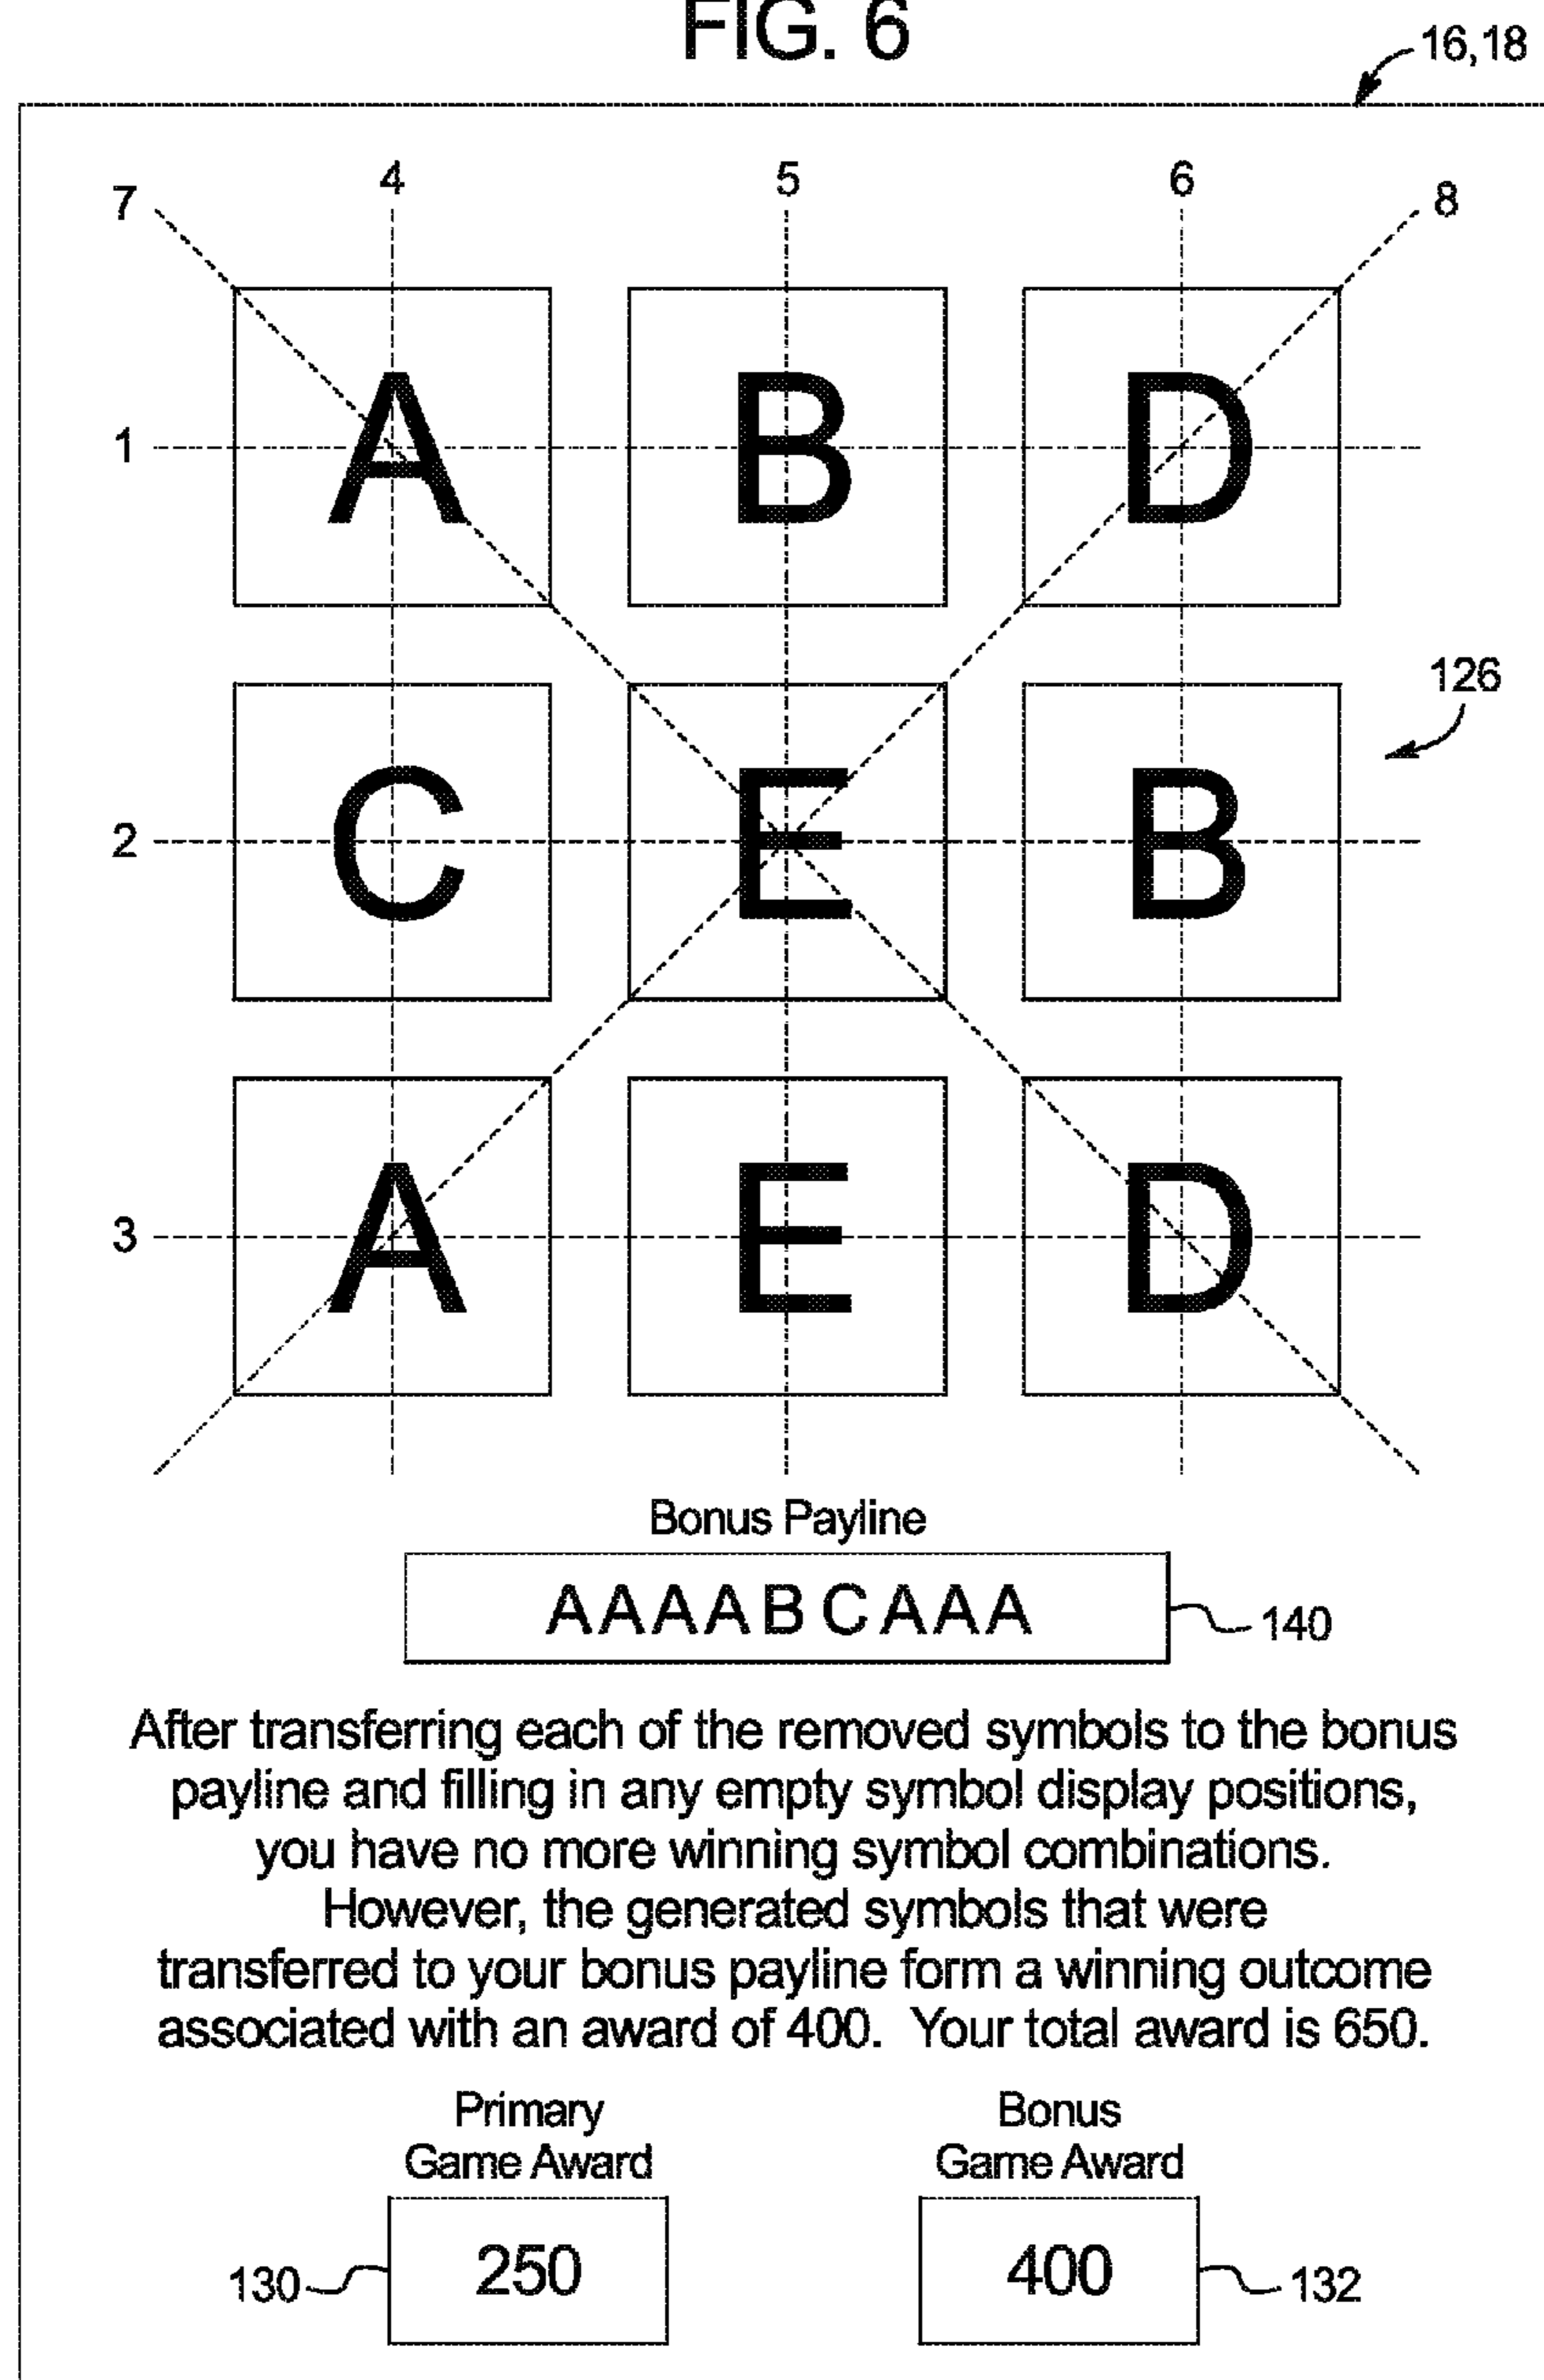 FIG. 6
16,18
7 4 5 6 8
1 A B D
126
2 C E B
3 A E D
Bonus Payline
AAAABCAAA
140
After transferring each of the removed symbols to the bonus
payline and filling in any empty symbol display positions,
you have no more winning symbol combinations.
However, the generated symbols that were
transferred to your bonus payline form a winning outcome
associated with an award of 400. Your total award is 650.
Primary
Game Award
Bonus
Game Award
130 250
400 132